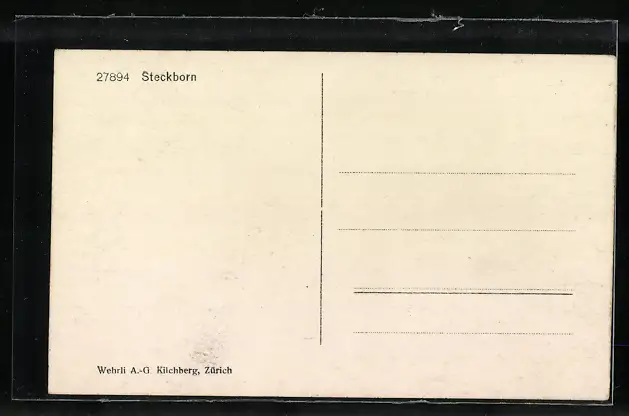 27894 Steckborn
Wehrli A.-G. Kilchberg, Zürich